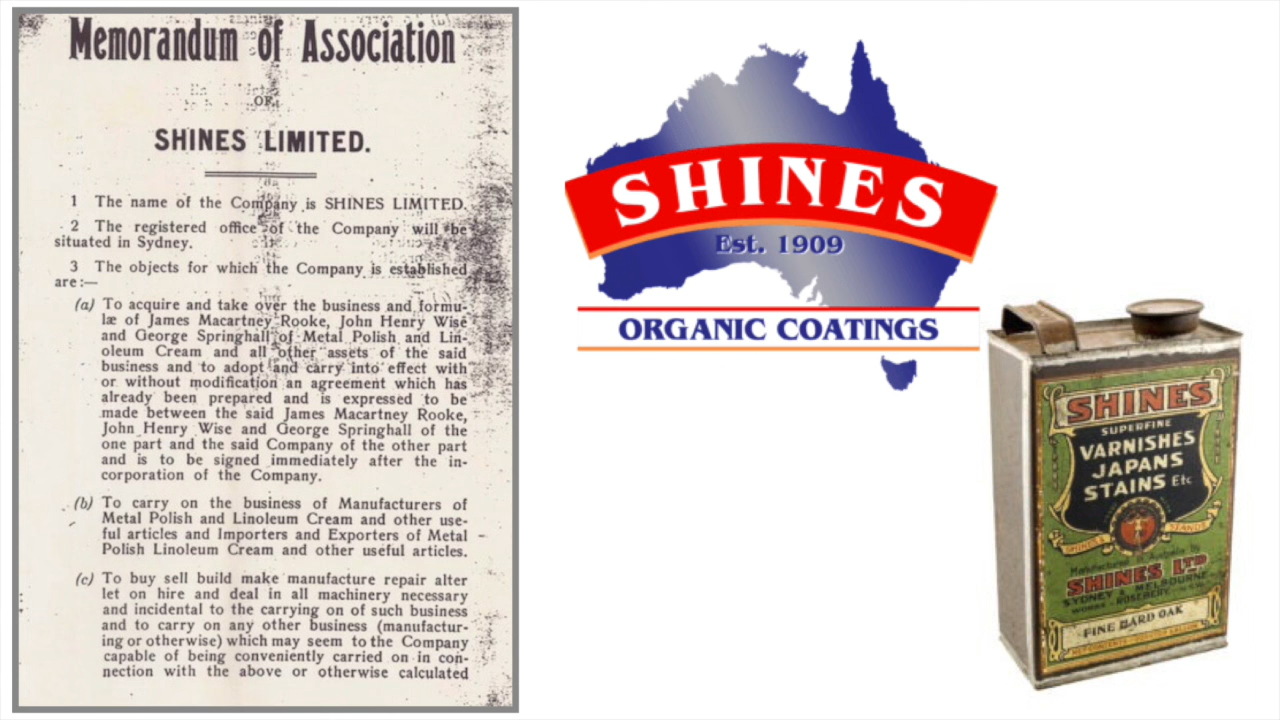 Memorandum of Association
OF
SHINES LIMITED.
1 The name of the Company is SHINES LIMITED.
2 The registered office of the Company will be
situated in Sydney.
3 The objects for which the Company is established
are:—
(a) To acquire and take over the business and formu-
læ of James Macartney Rooke, John Henry Wise
and George Springhall of Metal Polish and Lin-
oleum Cream and all other assets of the said
business and to adopt and carry into effect with
or without modification an agreement which has
already been prepared and is expressed to be
made between the said James Macartney Rooke,
John Henry Wise and George Springhall of the
one part and the said Company of the other part
and is to be signed immediately after the in-
corporation of the Company.
(b) To carry on the business of Manufacturers of
Metal Polish and Linoleum Cream and other use-
ful articles and Importers and Exporters of Metal
Polish Linoleum Cream and other useful articles.
(c) To buy sell build make manufacture repair alter
let on hire and deal in all machinery necessary
and incidental to the carrying on of such business
and to carry on any other business (manufactur-
ing or otherwise) which may seem to the Company
capable of being conveniently carried on in con-
nection with the above or otherwise calculated
SHINES
Est. 1909
ORGANIC COATINGS
SHINES
SUPERFINE
VARNISHES
JAPANS
STAINS Etc
Manufactured in Australia by
SHINES LTD
SYDNEY & MELBOURNE
WORKS - ROSEBERY, N.S.W.
FINE HARD OAK